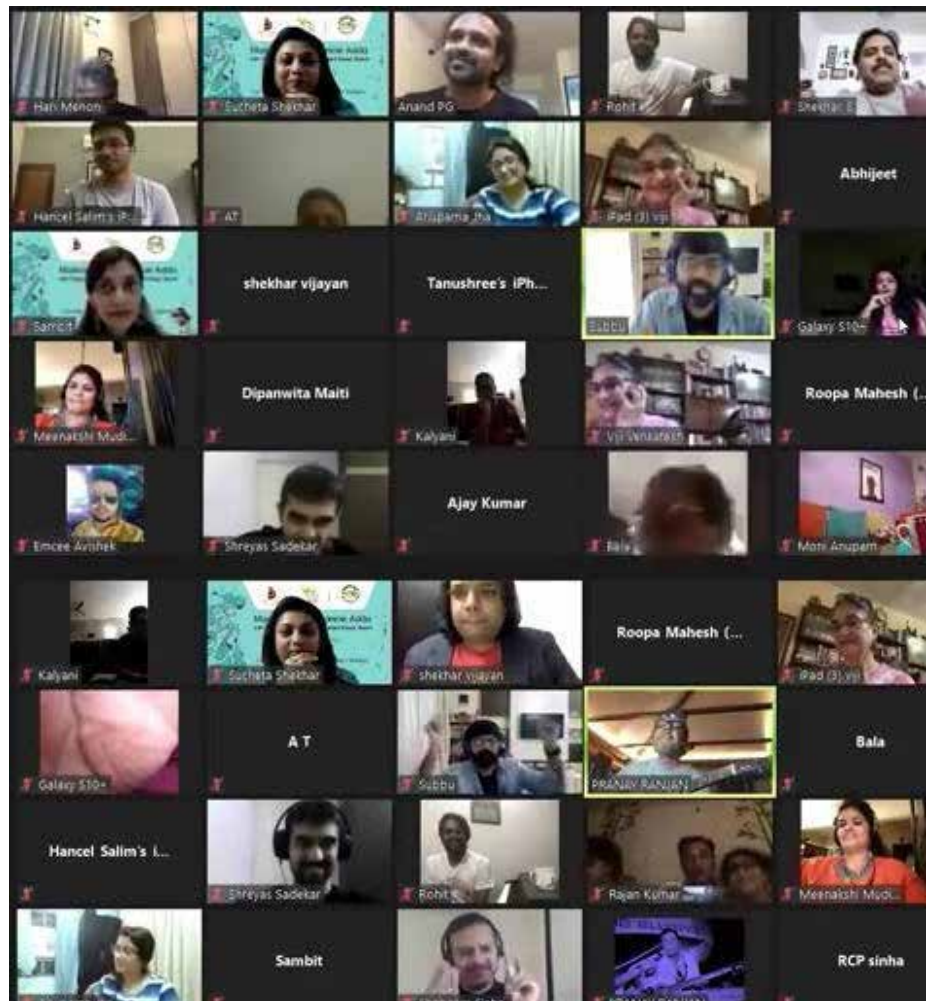 Hari Menon
Sucheta Shekhar
Anand PG
Rohit K
Shekhar S
Hancel Salim's iP...
AT
Anupama Jha
iPad (3) viji
Abhijeet
Sambit
shekhar vijayan
Tanushree's iPh...
Subbu
Galaxy S10+
Meenakshi Mudi...
Dipanwita Maiti
Kalyani
Viji Venkatesh
Roopa Mahesh (...
Emcee Avishek
Shreyas Sadekar
Ajay Kumar
Bala
Moni Anupam
Kalyani
Sucheta Shekhar
shekhar vijayan
Roopa Mahesh (...
iPad (3) viji
Galaxy S10+
A T
Subbu
PRANAY RANJAN
Bala
Hancel Salim's i...
Shreyas Sadekar
Rohit K
Rajan Kumar
Meenakshi Mudi...
Sambit
RCP sinha